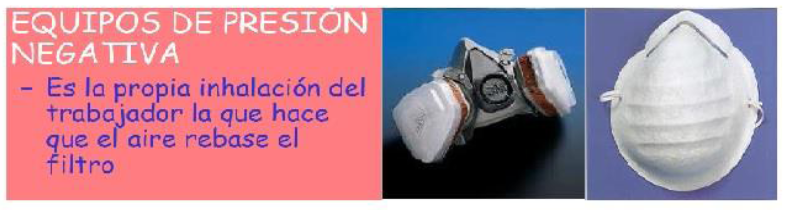 EQUIPOS DE PRESIÓN
NEGATIVA
- Es la propia inhalación del
trabajador la que hace
que el aire rebase el
filtro
3M